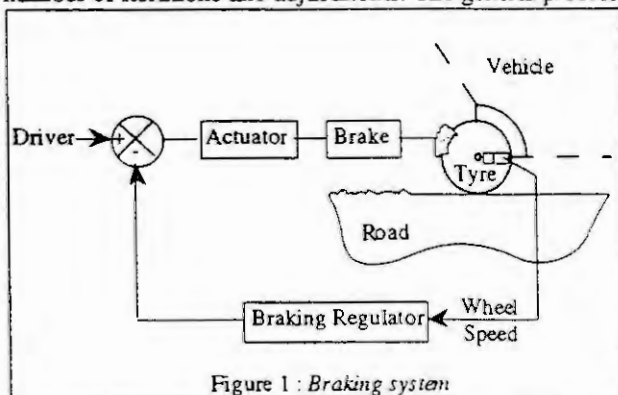 Vehicle
Driver
+
-
Actuator
Brake
Tyre
Road
Braking Regulator
Wheel
Speed
Figure 1 : Braking system